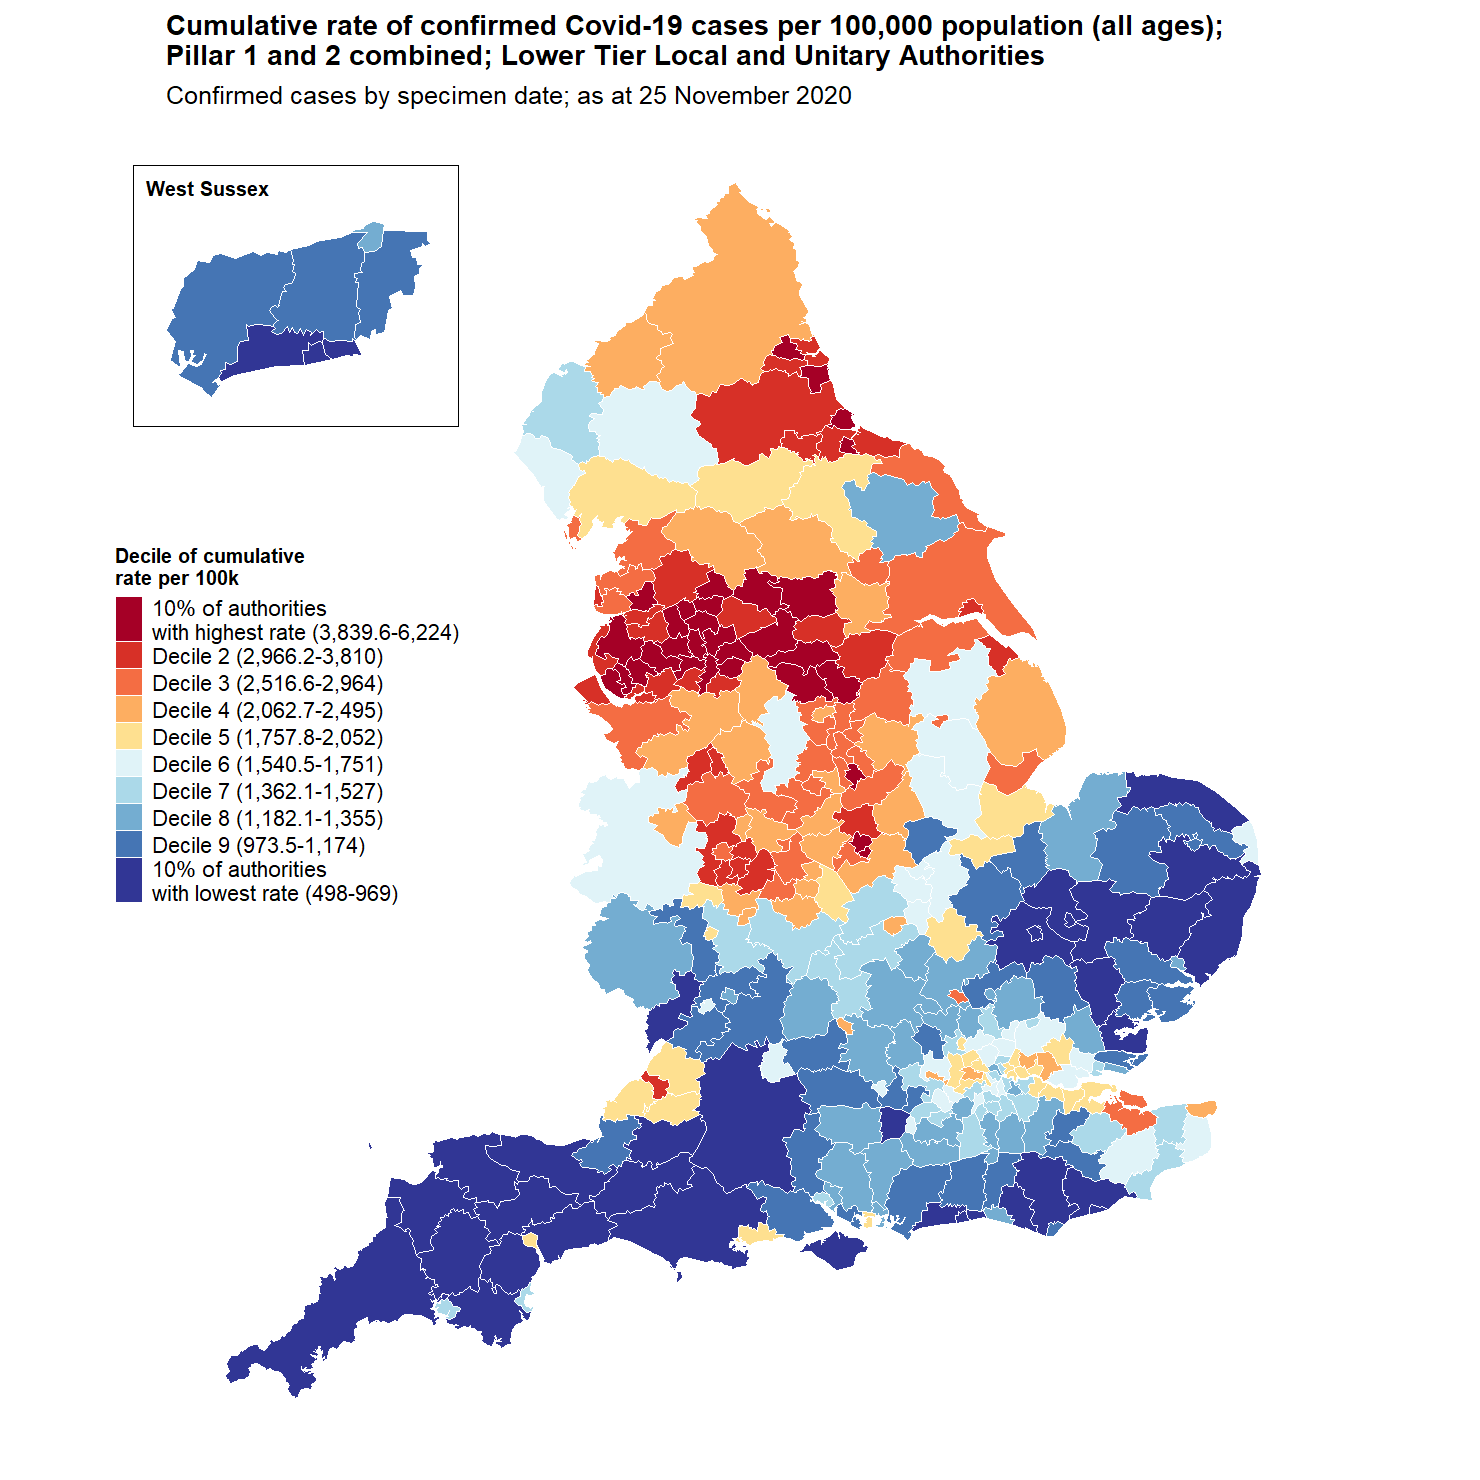 Cumulative rate of confirmed Covid-19 cases per 100,000 population (all ages);
Pillar 1 and 2 combined; Lower Tier Local and Unitary Authorities
Confirmed cases by specimen date; as at 25 November 2020
West Sussex
Decile of cumulative
rate per 100k
10% of authorities
with highest rate (3,839.6-6,224)
Decile 2 (2,966.2-3,810)
Decile 3 (2,516.6-2,964)
Decile 4 (2,062.7-2,495)
Decile 5 (1,757.8-2,052)
Decile 6 (1,540.5-1,751)
Decile 7 (1,362.1-1,527)
Decile 8 (1,182.1-1,355)
Decile 9 (973.5-1,174)
10% of authorities
with lowest rate (498-969)